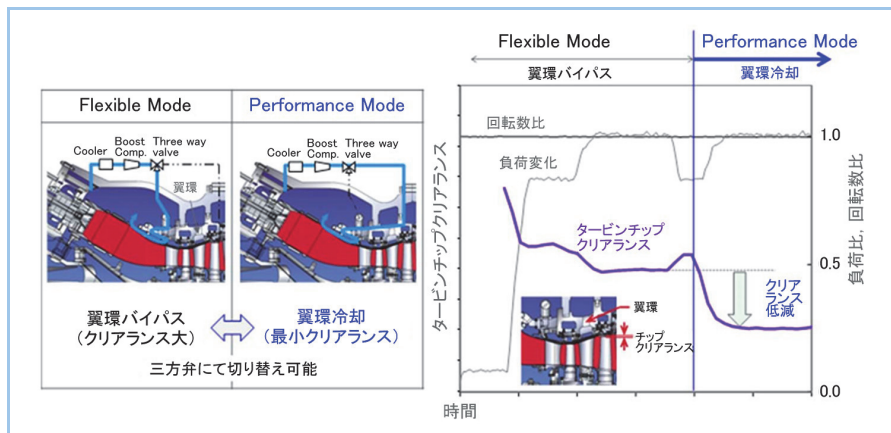 Flexible Mode
Performance Mode
Cooler
Boost
Comp.
Three way
valve
翼環
Cooler
Boost
Comp.
Three way
valve
翼環バイパス
(クリアランス大)
翼環冷却
(最小クリアランス)
三方弁にて切り替え可能
Flexible Mode
Performance Mode
翼環バイパス
翼環冷却
タービンチップクリアランス
回転数比
負荷変化
タービンチップ
クリアランス
クリア
ランス
低減
翼環
チップ
クリアランス
1.0
0.5
0.0
負荷比, 回転数比
時間